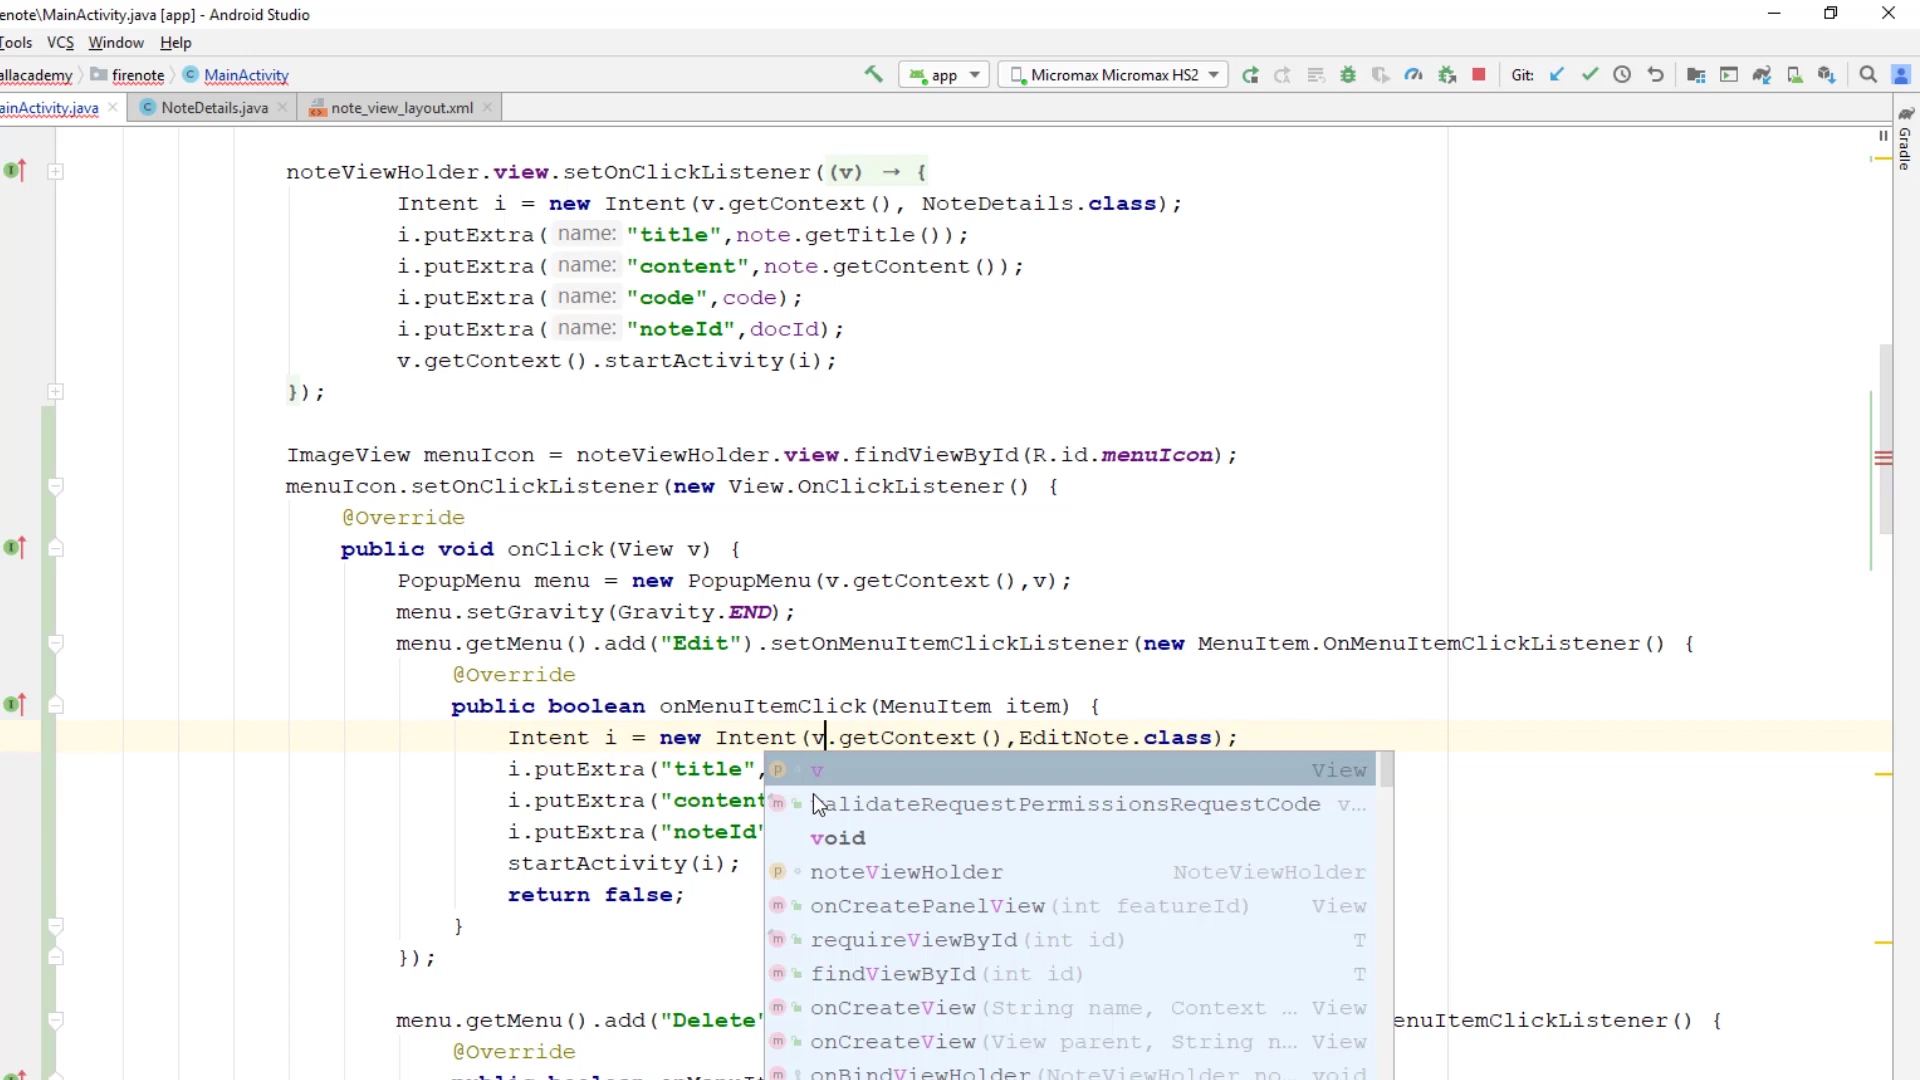 enote\MainActivity.java [app] - Android Studio
Tools VCS Window Help
allacademy firenote MainActivity app Micromax Micromax HS2 Git:
ainActivity.java NoteDetails.java note_view_layout.xml
Gradle
noteViewHolder.view.setOnClickListener((v) → {
Intent i = new Intent(v.getContext(), NoteDetails.class);
i.putExtra( name: "title",note.getTitle());
i.putExtra( name: "content",note.getContent());
i.putExtra( name: "code",code);
i.putExtra( name: "noteId",docId);
v.getContext().startActivity(i);
});
ImageView menuIcon = noteViewHolder.view.findViewById(R.id.menuIcon);
menuIcon.setOnClickListener(new View.OnClickListener() {
@Override
public void onClick(View v) {
PopupMenu menu = new PopupMenu(v.getContext(),v);
menu.setGravity(Gravity.END);
menu.getMenu().add("Edit").setOnMenuItemClickListener(new MenuItem.OnMenuItemClickListener() {
@Override
public boolean onMenuItemClick(MenuItem item) {
Intent i = new Intent(v.getContext(),EditNote.class);
i.putExtra("title", v View
i.putExtra("content alidateRequestPermissionsRequestCode v...
i.putExtra("noteId" void
startActivity(i); noteViewHolder NoteViewHolder
return false; onCreatePanelView(int featureId) View
} requireViewById(int id) T
}); findViewById(int id) T
onCreateView(String name, Context ... View
menu.getMenu().add("Delete" enuItemClickListener() {
onCreateView(View parent, String n... View
@Override
onBindViewHolder(NoteViewHolder no... void